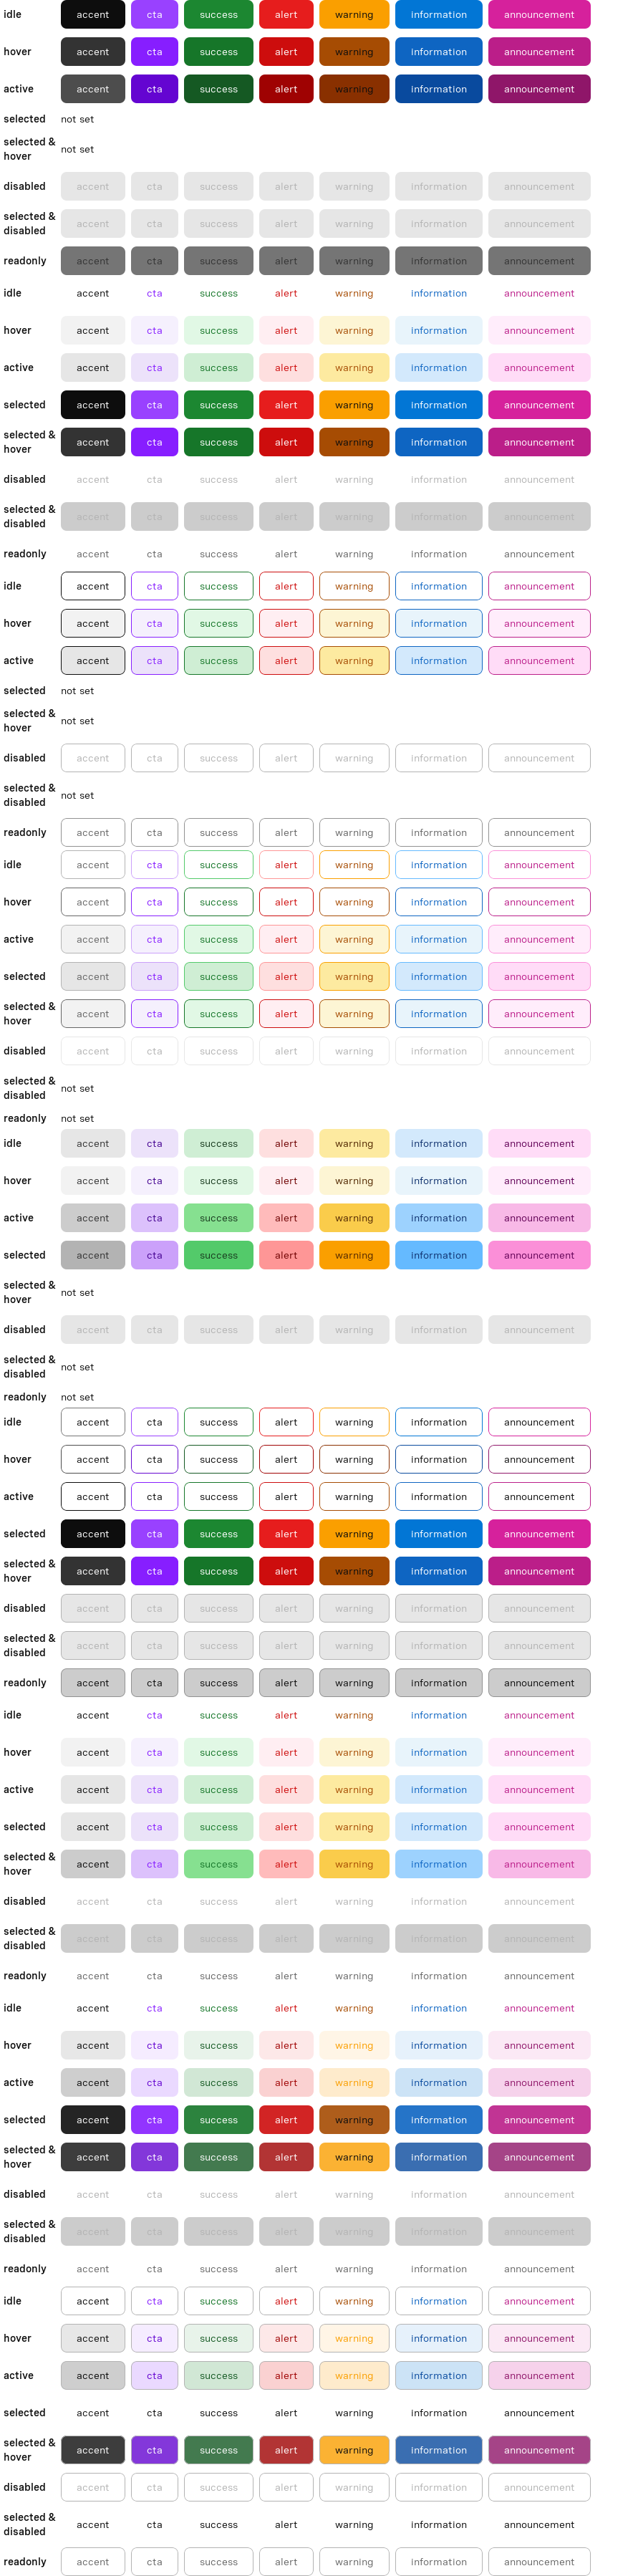 idle accent cta success alert warning information announcement
hover accent cta success alert warning information announcement
active accent cta success alert warning information announcement
selected not set
selected &
hover not set
disabled accent cta success alert warning information announcement
selected &
disabled accent cta success alert warning information announcement
readonly accent cta success alert warning information announcement
idle accent cta success alert warning information announcement
hover accent cta success alert warning information announcement
active accent cta success alert warning information announcement
selected accent cta success alert warning information announcement
selected &
hover accent cta success alert warning information announcement
disabled accent cta success alert warning information announcement
selected &
disabled accent cta success alert warning information announcement
readonly accent cta success alert warning information announcement
idle accent cta success alert warning information announcement
hover accent cta success alert warning information announcement
active accent cta success alert warning information announcement
selected not set
selected &
hover not set
disabled accent cta success alert warning information announcement
selected &
disabled not set
readonly accent cta success alert warning information announcement
idle accent cta success alert warning information announcement
hover accent cta success alert warning information announcement
active accent cta success alert warning information announcement
selected accent cta success alert warning information announcement
selected &
hover accent cta success alert warning information announcement
disabled accent cta success alert warning information announcement
selected &
disabled not set
readonly not set
idle accent cta success alert warning information announcement
hover accent cta success alert warning information announcement
active accent cta success alert warning information announcement
selected accent cta success alert warning information announcement
selected &
hover not set
disabled accent cta success alert warning information announcement
selected &
disabled not set
readonly not set
idle accent cta success alert warning information announcement
hover accent cta success alert warning information announcement
active accent cta success alert warning information announcement
selected accent cta success alert warning information announcement
selected &
hover accent cta success alert warning information announcement
disabled accent cta success alert warning information announcement
selected &
disabled accent cta success alert warning information announcement
readonly accent cta success alert warning information announcement
idle accent cta success alert warning information announcement
hover accent cta success alert warning information announcement
active accent cta success alert warning information announcement
selected accent cta success alert warning information announcement
selected &
hover accent cta success alert warning information announcement
disabled accent cta success alert warning information announcement
selected &
disabled accent cta success alert warning information announcement
readonly accent cta success alert warning information announcement
idle accent cta success alert warning information announcement
hover accent cta success alert warning information announcement
active accent cta success alert warning information announcement
selected accent cta success alert warning information announcement
selected &
hover accent cta success alert warning information announcement
disabled accent cta success alert warning information announcement
selected &
disabled accent cta success alert warning information announcement
readonly accent cta success alert warning information announcement
idle accent cta success alert warning information announcement
hover accent cta success alert warning information announcement
active accent cta success alert warning information announcement
selected accent cta success alert warning information announcement
selected &
hover accent cta success alert warning information announcement
disabled accent cta success alert warning information announcement
selected &
disabled accent cta success alert warning information announcement
readonly accent cta success alert warning information announcement